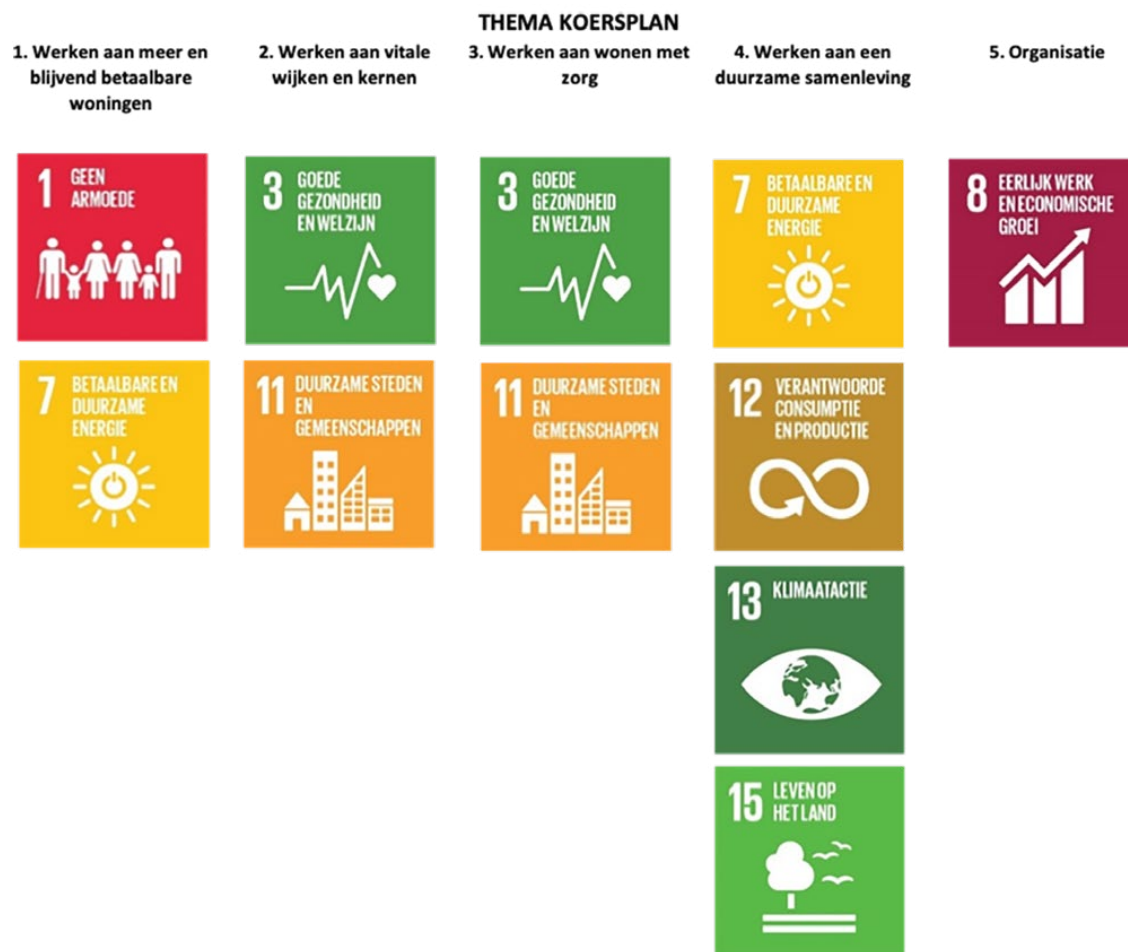 THEMA KOERSPLAN
1. Werken aan meer en
blijvend betaalbare
woningen
2. Werken aan vitale
wijken en kernen
3. Werken aan wonen met
zorg
4. Werken aan een
duurzame samenleving
5. Organisatie
1 GEEN
ARMOEDE
3 GOEDE
GEZONDHEID
EN WELZIJN
3 GOEDE
GEZONDHEID
EN WELZIJN
7 BETAALBARE EN
DUURZAME
ENERGIE
8 EERLIJK WERK
EN ECONOMISCHE
GROEI
7 BETAALBARE EN
DUURZAME
ENERGIE
11 DUURZAME STEDEN
EN
GEMEENSCHAPPEN
11 DUURZAME STEDEN
EN
GEMEENSCHAPPEN
12 VERANTWOORDE
CONSUMPTIE
EN PRODUCTIE
13 KLIMAATACTIE
15 LEVEN OP
HET LAND